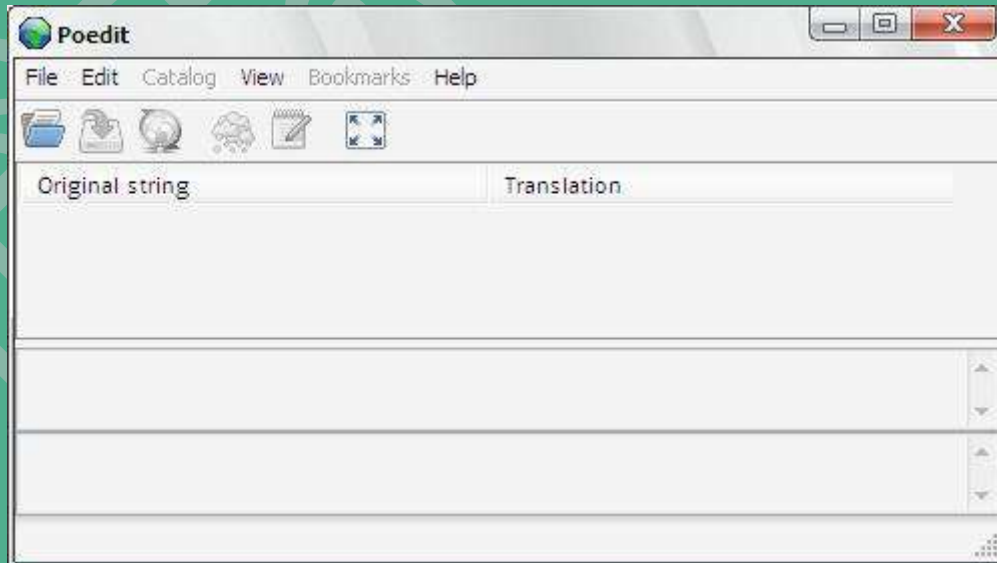 Poedit
File Edit Catalog View Bookmarks Help
Original string Translation